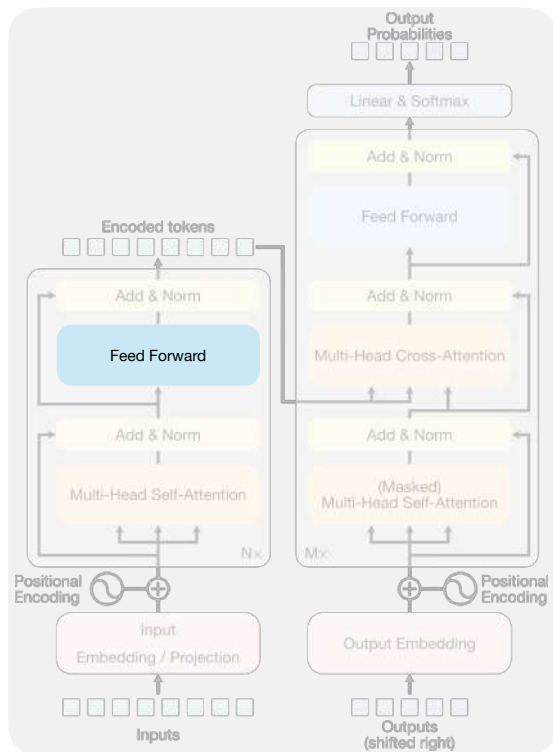 Output
Probabilities
Linear & Softmax
Add & Norm
Feed Forward
Add & Norm
Multi-Head Cross-Attention
Add & Norm
(Masked)
Multi-Head Self-Attention
M×
Positional
Encoding
Output Embedding
Outputs
(shifted right)
Encoded tokens
Add & Norm
Feed Forward
Add & Norm
Multi-Head Self-Attention
N×
Positional
Encoding
Input
Embedding / Projection
Inputs